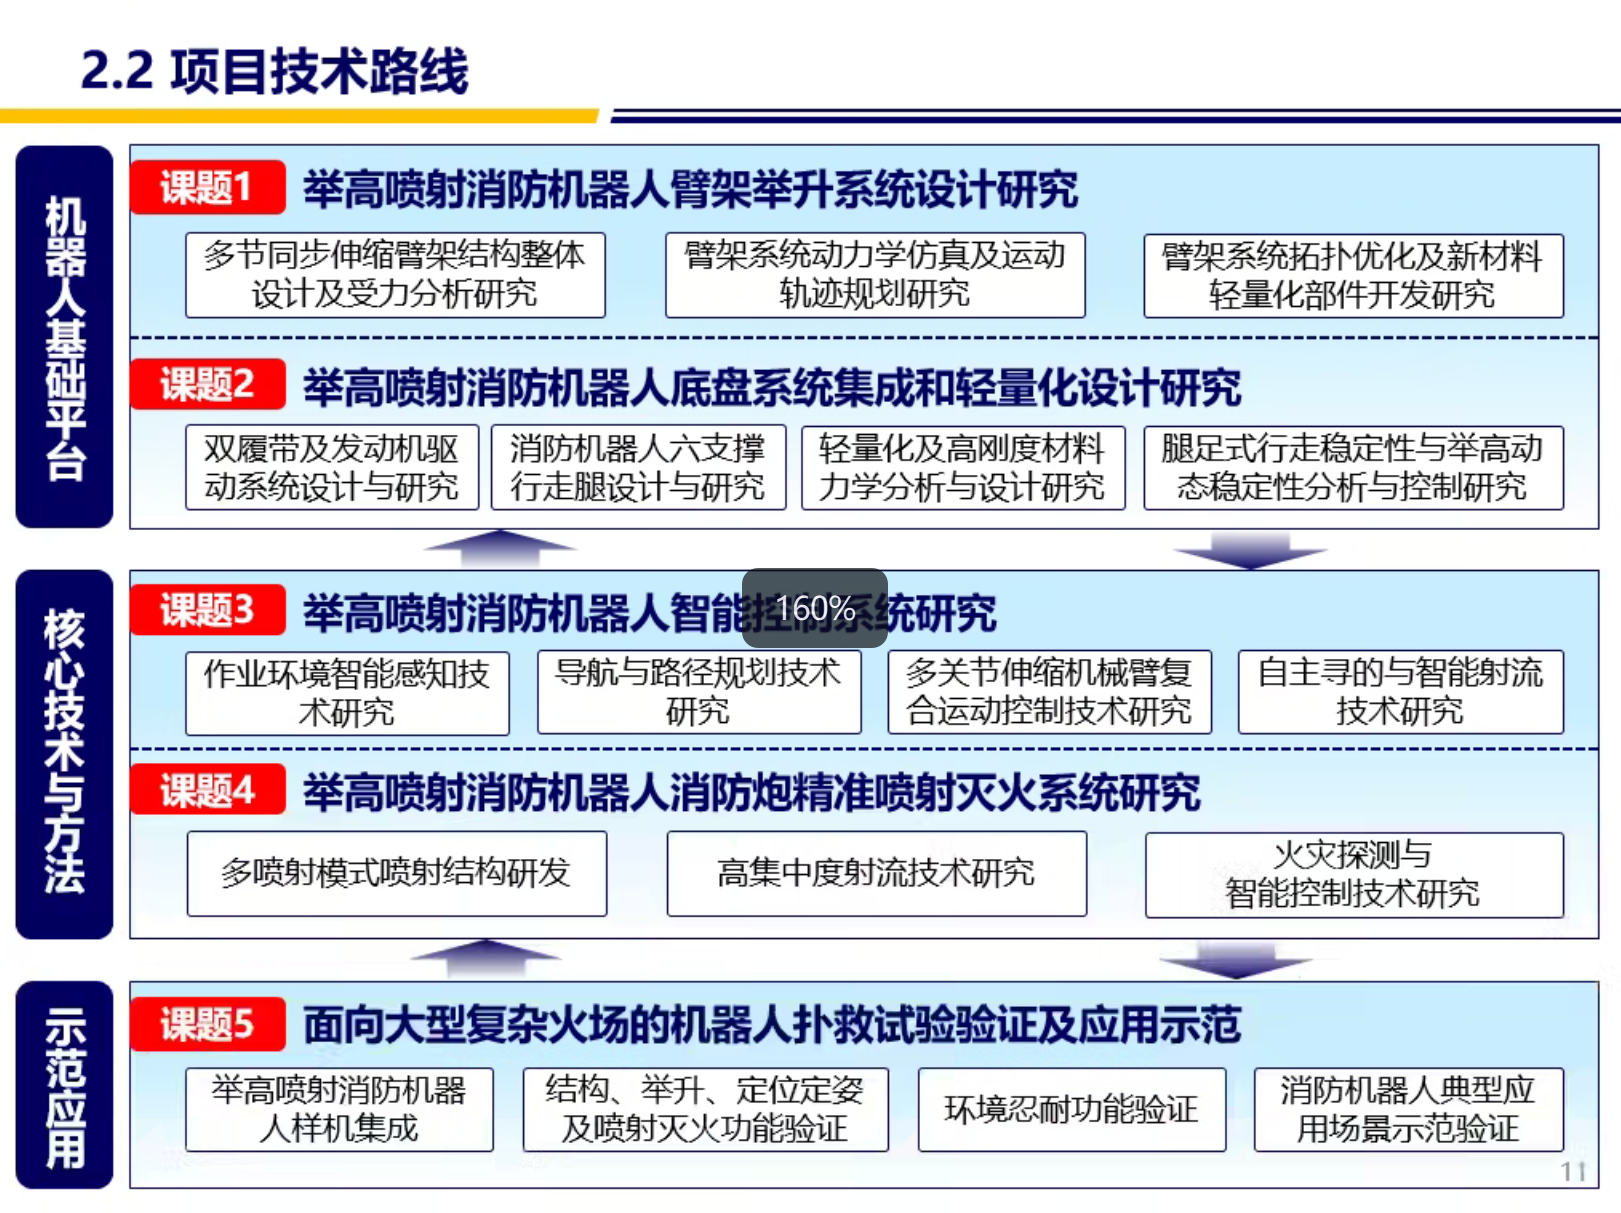 2.2 项目技术路线
机器人基础平台
课题1 举高喷射消防机器人臂架举升系统设计研究
多节同步伸缩臂架结构整体
设计及受力分析研究
臂架系统动力学仿真及运动
轨迹规划研究
臂架系统拓扑优化及新材料
轻量化部件开发研究
课题2 举高喷射消防机器人底盘系统集成和轻量化设计研究
双履带及发动机驱
动系统设计与研究
消防机器人六支撑
行走腿设计与研究
轻量化及高刚度材料
力学分析与设计研究
腿足式行走稳定性与举高动
态稳定性分析与控制研究
核心技术与方法
课题3 举高喷射消防机器人智能控制系统研究
160%
作业环境智能感知技
术研究
导航与路径规划技术
研究
多关节伸缩机械臂复
合运动控制技术研究
自主寻的与智能射流
技术研究
课题4 举高喷射消防机器人消防炮精准喷射灭火系统研究
多喷射模式喷射结构研发
高集中度射流技术研究
火灾探测与
智能控制技术研究
示范应用
课题5 面向大型复杂火场的机器人扑救试验验证及应用示范
举高喷射消防机器
人样机集成
结构、举升、定位定姿
及喷射灭火功能验证
环境忍耐功能验证
消防机器人典型应
用场景示范验证
11